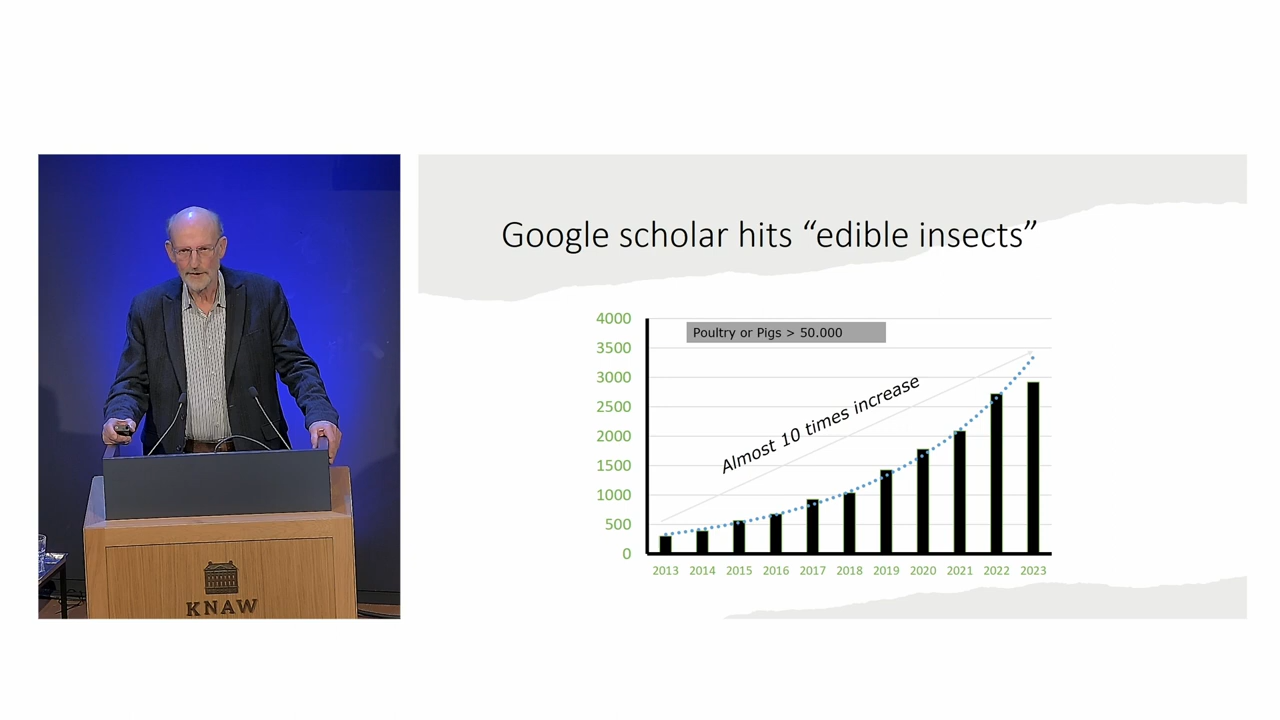 Google scholar hits “edible insects”
4000
Poultry or Pigs > 50.000
3500
3000
2500
2000
1500
1000
500
0
Almost 10 times increase
2013 2014 2015 2016 2017 2018 2019 2020 2021 2022 2023
KNAW